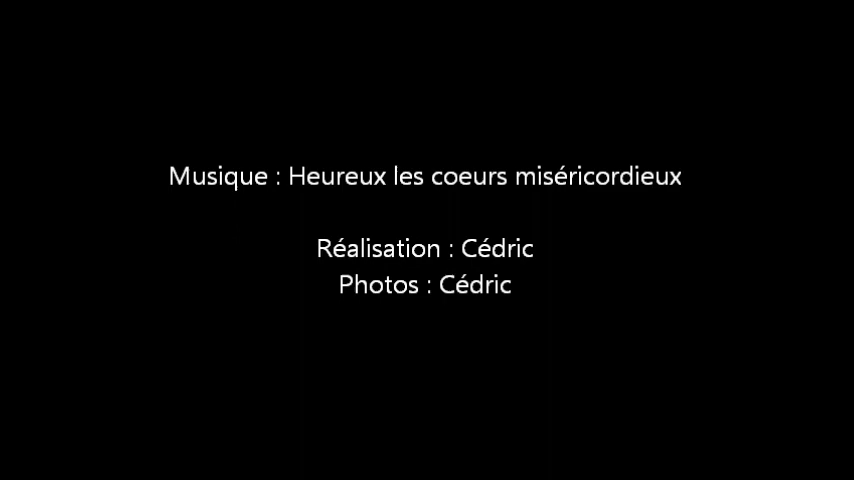 Musique : Heureux les coeurs miséricordieux
Réalisation : Cédric
Photos : Cédric